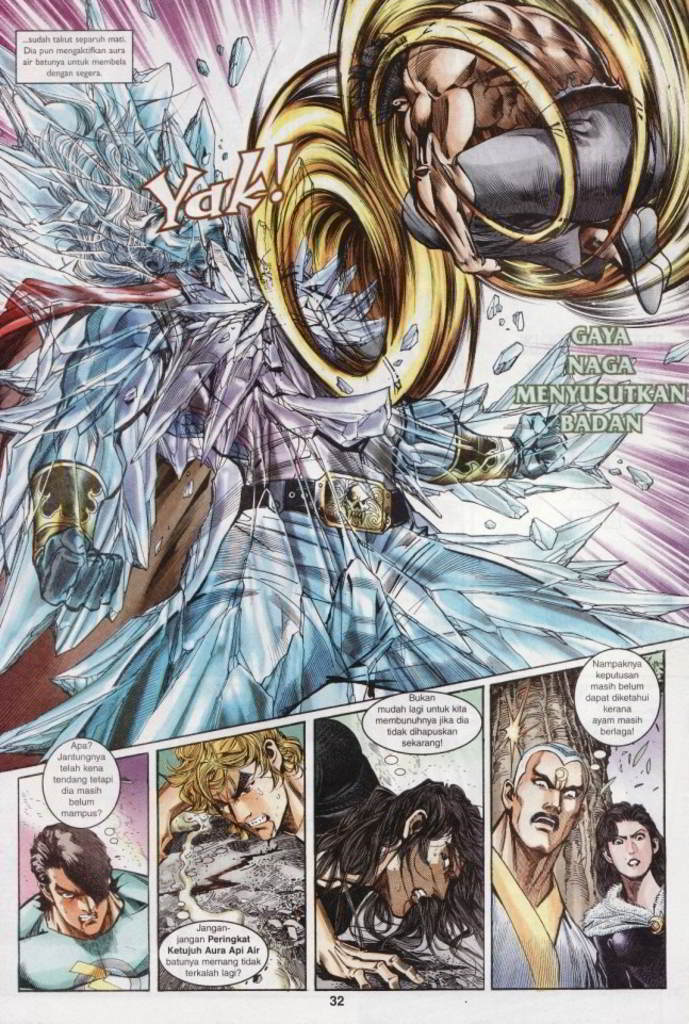 ...sudah takut separuh mati.
Dia pun mengaktifkan aura
air batunya untuk membela
dengan segera.
Yak!
GAYA
NAGA
MENYUSUTKAN
BADAN
Apa?
Jantungnya
telah kena
tendang tetapi
dia masih
belum
mampus?
Jangan-
jangan Peringkat
Ketujuh Aura Api Air
batunya memang tidak
terkalah lagi?
Bukan
mudah lagi untuk kita
membunuhnya jika dia
tidak dihapuskan
sekarang!
Nampaknya
keputusan
masih belum
dapat diketahui
kerana
ayam masih
berlaga!
32